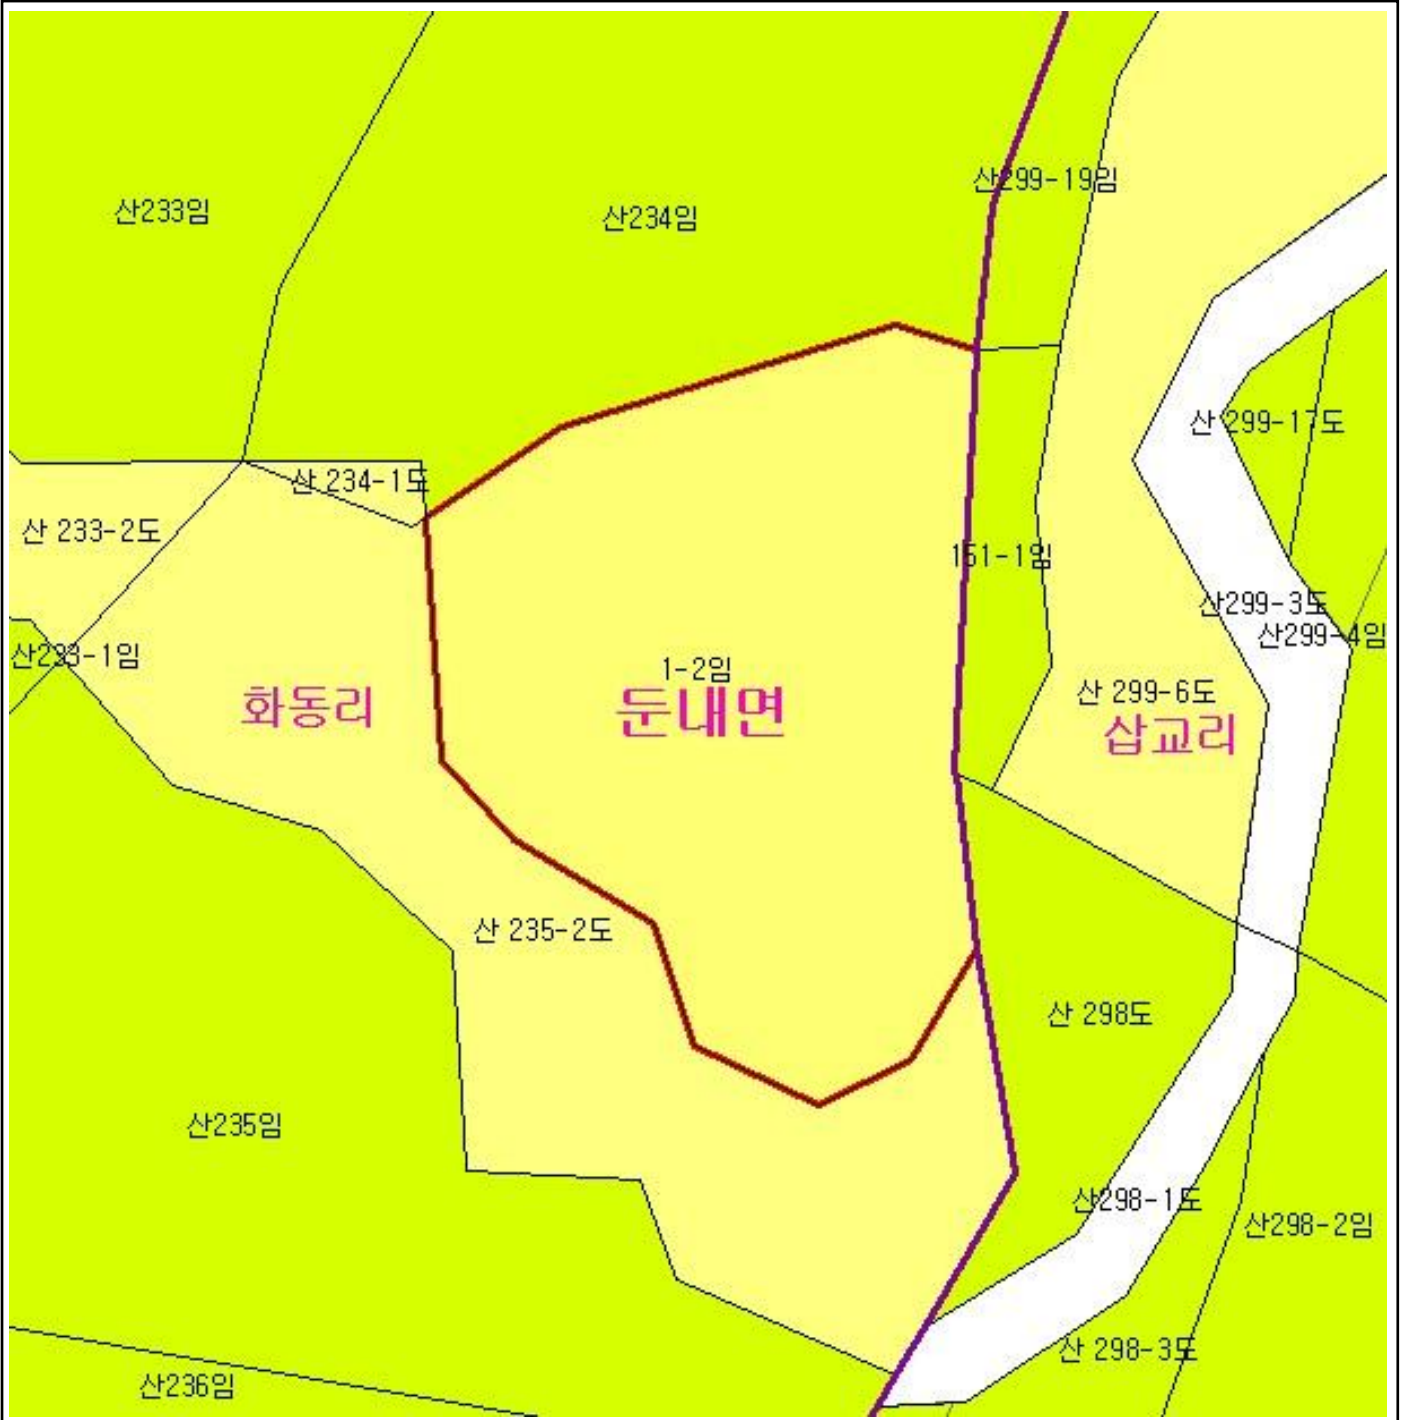 산299-19임
산233임
산234임
산 299-17도
산 234-1도
산 233-2도
151-1임
산299-3도
산299-4임
산233-1임
1-2임
산 299-6도
화동리
둔내면
삽교리
산 235-2도
산 298도
산235임
산298-1도
산298-2임
산 298-3도
산236임